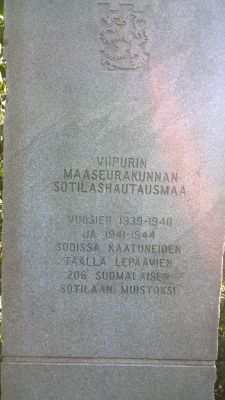 VIIPURIN
MAASEURAKUNNAN
SOTILASHAUTAUSMAA
VUOSIEN 1939-1940
JA 1941-1944
SODISSA KAATUNEIDEN
TÄÄLLÄ LEPÄÄVIEN
206 SUOMALAISEN
SOTILAAN MUISTOKSI